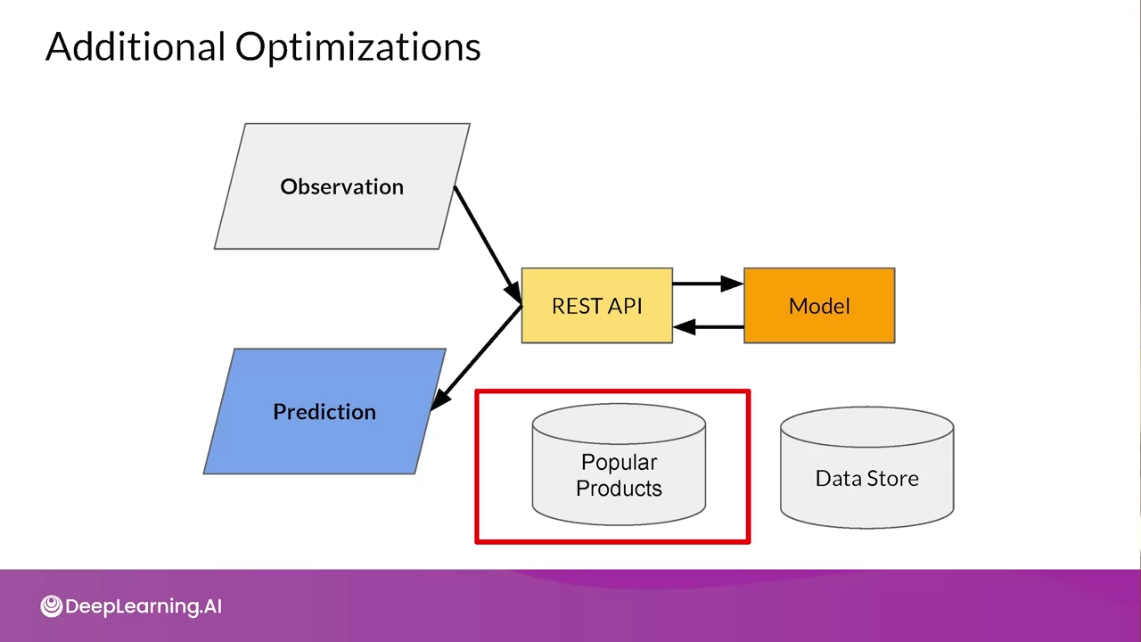 Additional Optimizations
Observation
REST API
Model
Prediction
Popular
Products
Data Store
DeepLearning.AI